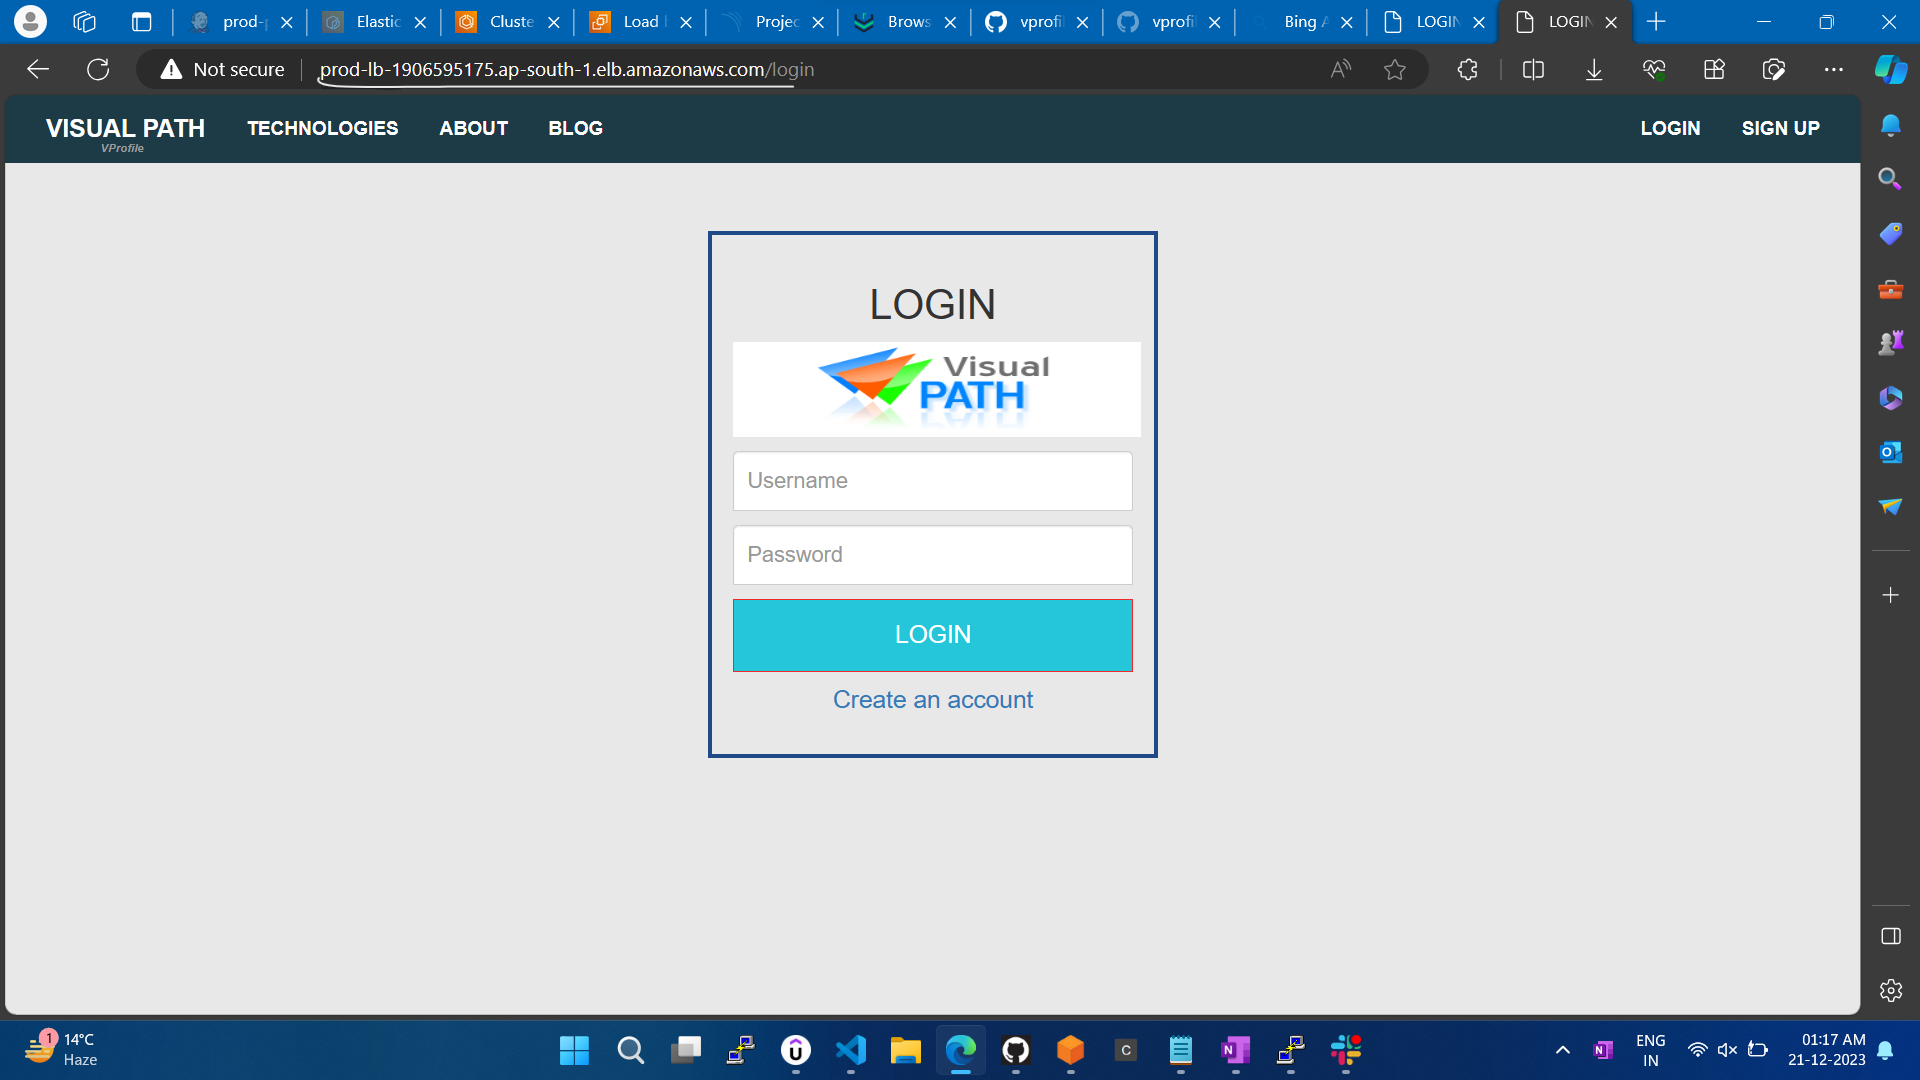 prod-p
Elastic
Cluste
Load b
Projec
Brows
vprofil
vprofil
Bing A
LOGIN
LOGIN
Not secure
prod-lb-1906595175.ap-south-1.elb.amazonaws.com/login
VISUAL PATH
VProfile
TECHNOLOGIES
ABOUT
BLOG
LOGIN
SIGN UP
LOGIN
Visual
PATH
Username
Password
LOGIN
Create an account
1
14°C
Haze
ENG
IN
01:17 AM
21-12-2023